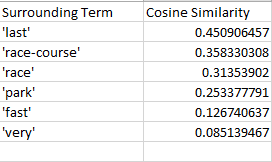 Surrounding Term Cosine Similarity
'last' 0.450906457
'race-course' 0.358330308
'race' 0.31353902
'park' 0.253377791
'fast' 0.126740637
'very' 0.085139467